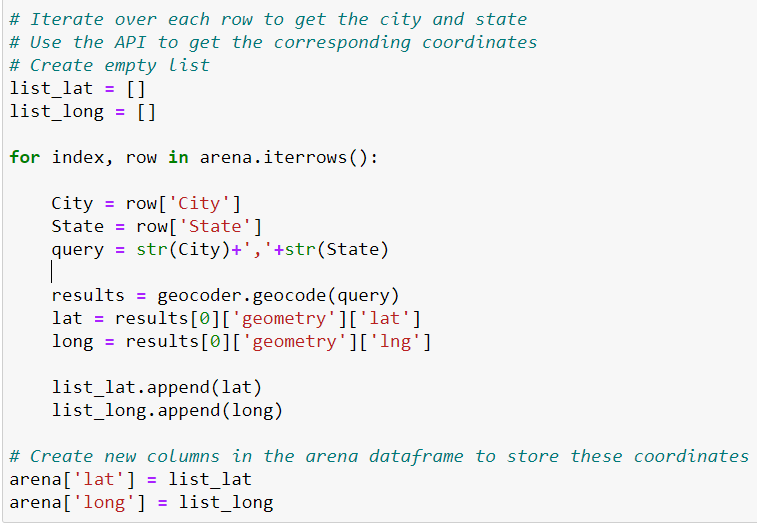 # Iterate over each row to get the city and state
# Use the API to get the corresponding coordinates
# Create empty list
list_lat = []
list_long = []
for index, row in arena.iterrows():
City = row['City']
State = row['State']
query = str(City)+','+str(State)
results = geocoder.geocode(query)
lat = results[0]['geometry']['lat']
long = results[0]['geometry']['lng']
list_lat.append(lat)
list_long.append(long)
# Create new columns in the arena dataframe to store these coordinates
arena['lat'] = list_lat
arena['long'] = list_long